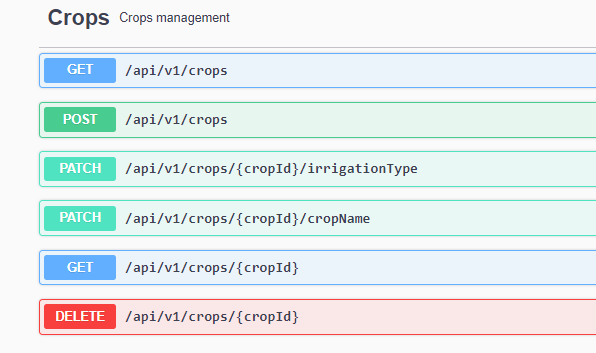 Crops Crops management
GET /api/v1/crops
POST /api/v1/crops
PATCH /api/v1/crops/{cropId}/irrigationType
PATCH /api/v1/crops/{cropId}/cropName
GET /api/v1/crops/{cropId}
DELETE /api/v1/crops/{cropId}